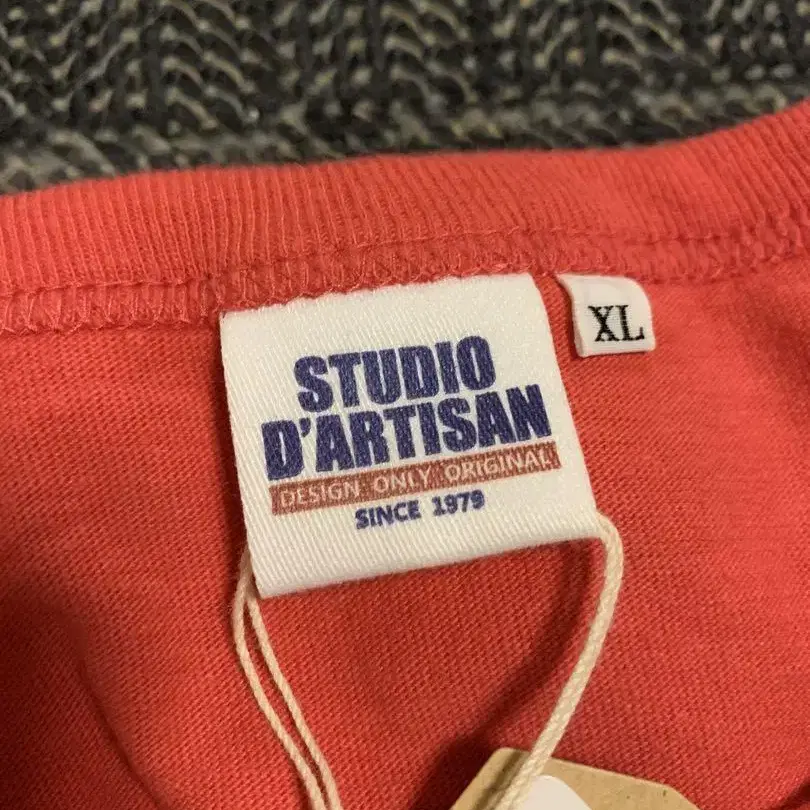 STUDIO
D'ARTISAN
DESIGN ONLY ORIGINAL
SINCE 1979
XL